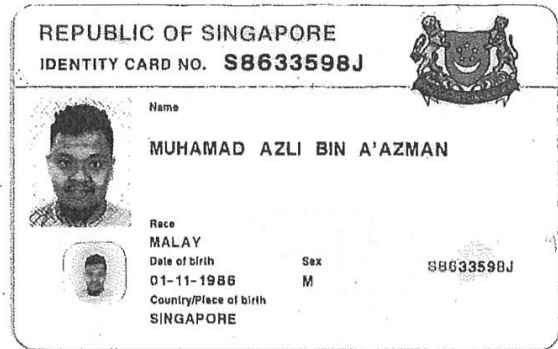 REPUBLIC OF SINGAPORE
IDENTITY CARD NO. S8633598J
Name
MUHAMAD AZLI BIN A'AZMAN
Race
MALAY
Date of birth Sex
01-11-1986 M
S8633598J
Country/Place of birth
SINGAPORE